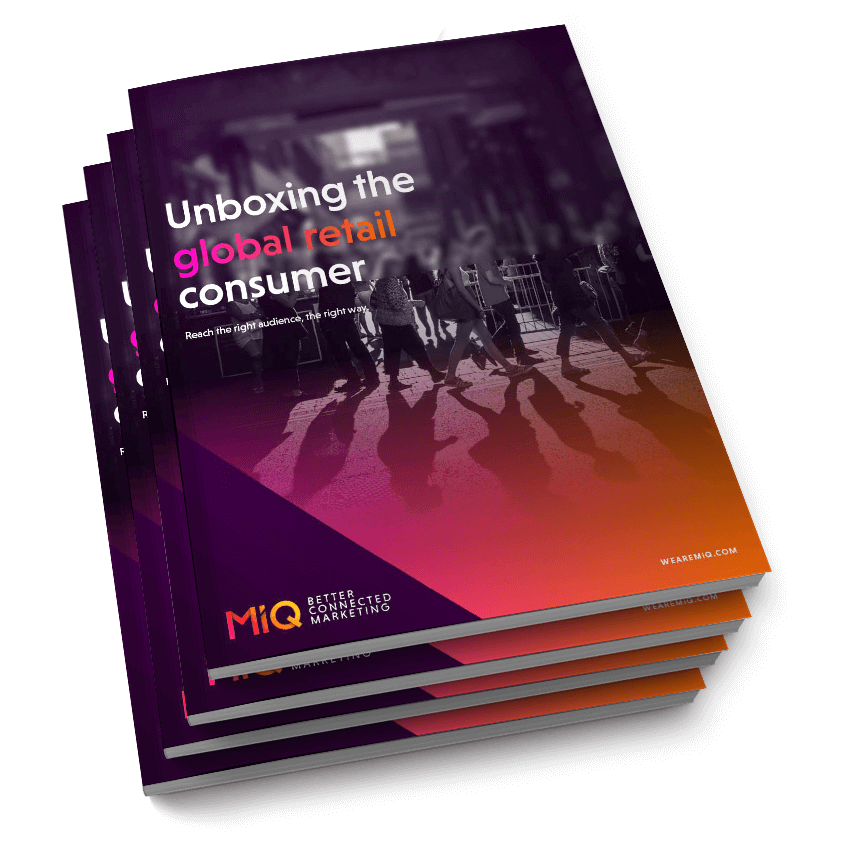 Unboxing the
global retail
consumer
Reach the right audience, the right way.
WEAREMiQ.COM
MiQ BETTER
CONNECTED
MARKETING
WEAREMiQ.COM
MiQ MARKETING